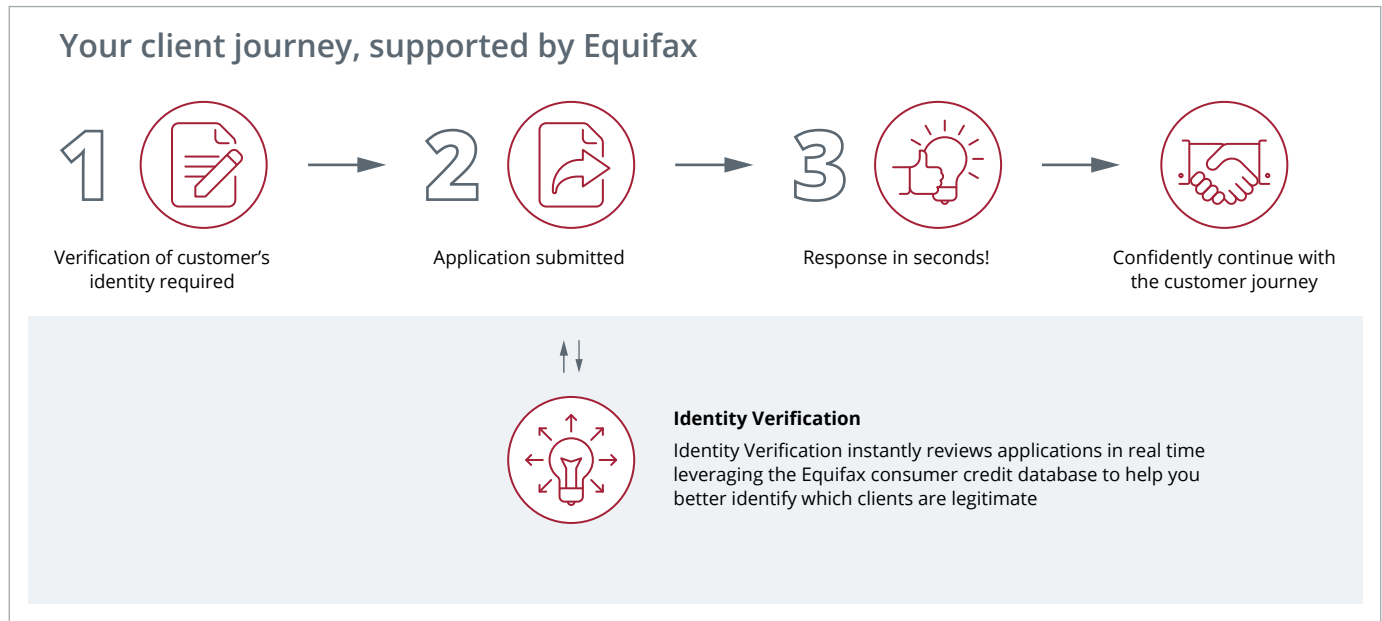 Your client journey, supported by Equifax
1
Verification of customer's
identity required
2
Application submitted
3
Response in seconds!
Confidently continue with
the customer journey
Identity Verification
Identity Verification instantly reviews applications in real time
leveraging the Equifax consumer credit database to help you
better identify which clients are legitimate